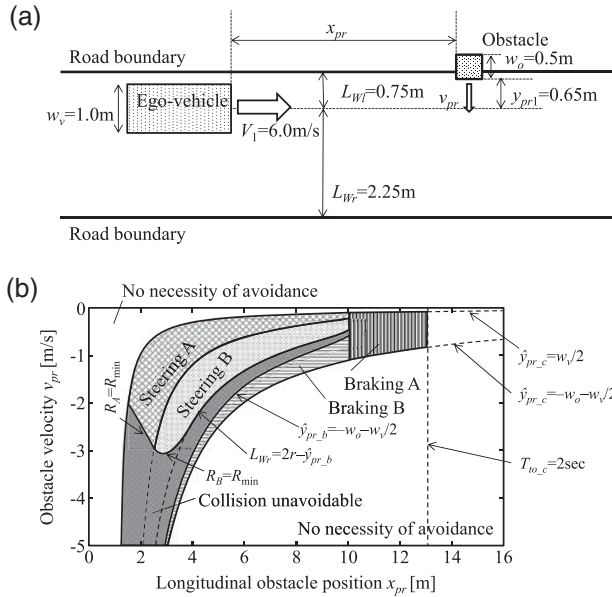 (a)
x_pr
Obstacle
Road boundary
w_o=0.5m
Ego-vehicle
w_v=1.0m
L_Wl=0.75m
v_pr
y_pr1=0.65m
V_1=6.0m/s
L_Wr=2.25m
Road boundary
(b)
No necessity of avoidance
0
-1
-2
-3
-4
-5
Obstacle velocity v_pr [m/s]
Steering A
Steering B
R_A=R_min
Braking A
Braking B
ŷ_pr_c=w_v/2
ŷ_pr_c=-w_o-w_v/2
ŷ_pr_b=-w_o-w_v/2
L_Wr=2r-ŷ_pr_b
R_B=R_min
T_to_c=2sec
Collision unavoidable
No necessity of avoidance
0 2 4 6 8 10 12 14 16
Longitudinal obstacle position x_pr [m]